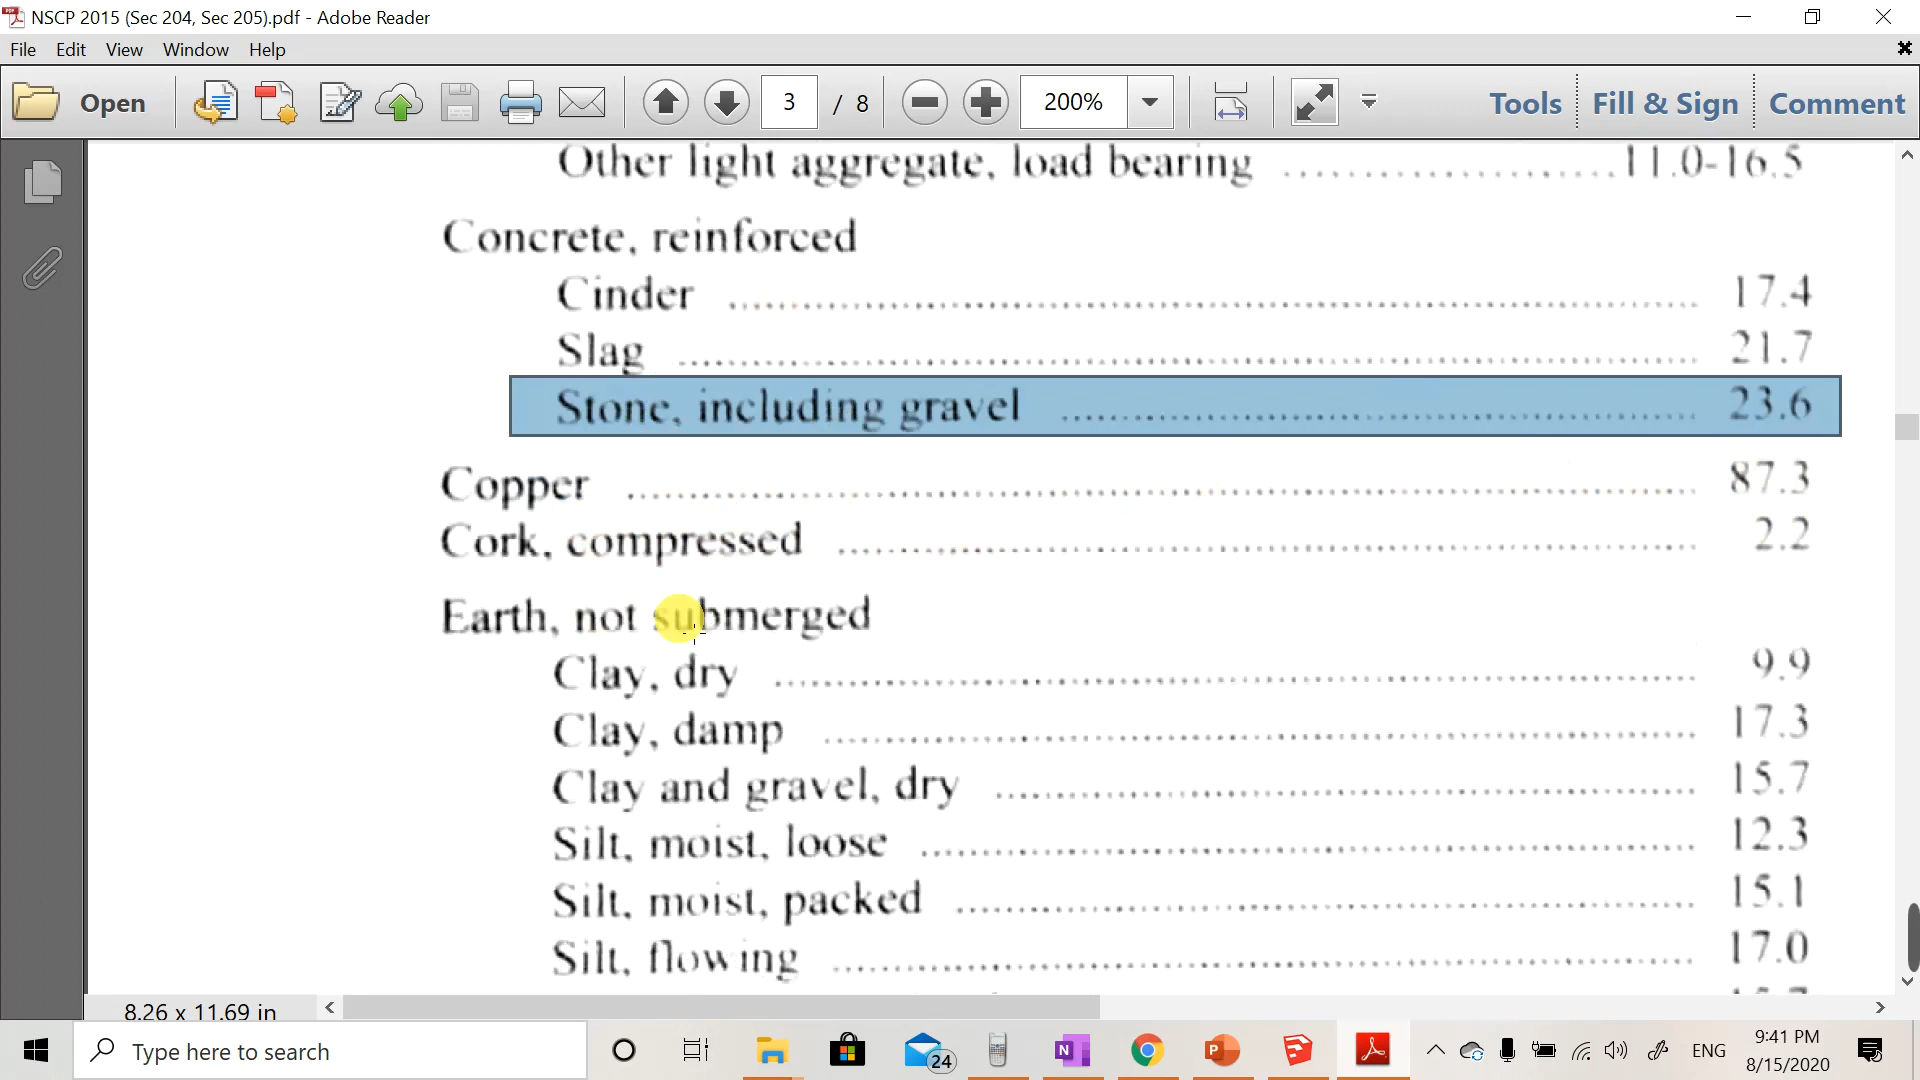 NSCP 2015 (Sec 204, Sec 205).pdf - Adobe Reader
File Edit View Window Help
Open 3 / 8 200% Tools Fill & Sign Comment
Other light aggregate, load bearing ........................11.0-16.5
Concrete, reinforced
Cinder ........................ 17.4
Slag ........................ 21.7
Stone, including gravel ........................ 23.6
Copper ........................ 87.3
Cork, compressed ........................ 2.2
Earth, not submerged
Clay, dry ........................ 9.9
Clay, damp ........................ 17.3
Clay and gravel, dry ........................ 15.7
Silt, moist, loose ........................ 12.3
Silt, moist, packed ........................ 15.1
Silt, flowing ........................ 17.0
8.26 x 11.69 in
Type here to search
24
ENG
9:41 PM
8/15/2020